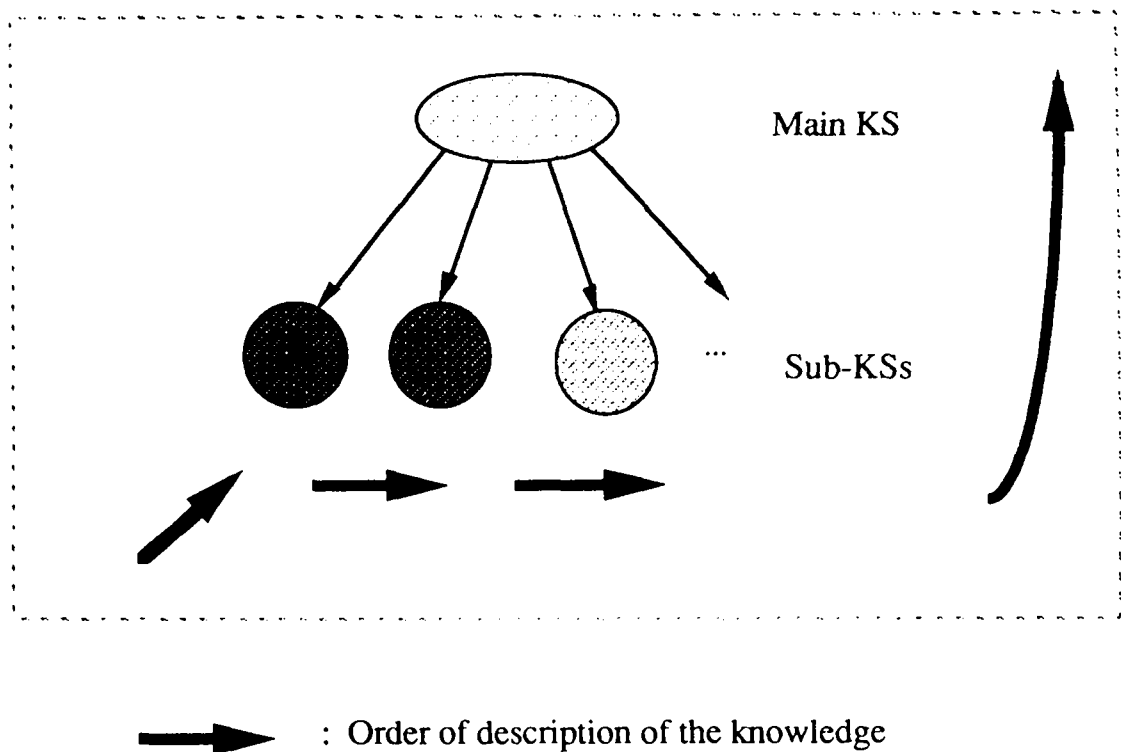 Main KS
...
Sub-KSs
: Order of description of the knowledge